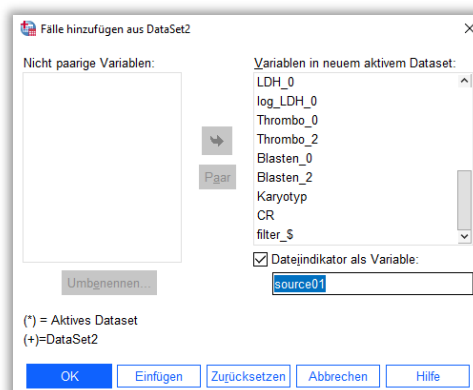 Fälle hinzufügen aus DataSet2
Nicht paarige Variablen:
Variablen in neuem aktivem Dataset:
LDH_0
log_LDH_0
Thrombo_0
Thrombo_2
Blasten_0
Blasten_2
Karyotyp
CR
filter_$
Paar
Dateiindikator als Variable:
source01
Umbenennen...
(*) = Aktives Dataset
(+)=DataSet2
OK
Einfügen
Zurücksetzen
Abbrechen
Hilfe